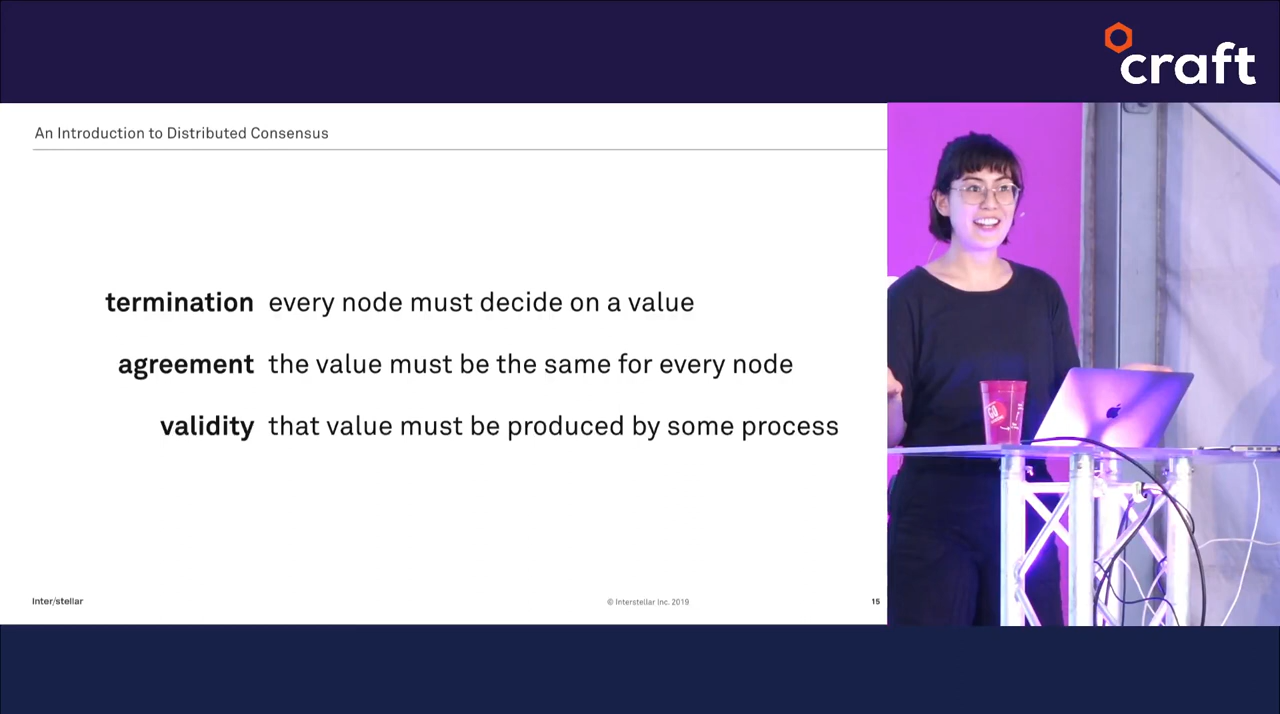 craft
An Introduction to Distributed Consensus
termination every node must decide on a value
agreement the value must be the same for every node
validity that value must be produced by some process
Inter/stellar
© Interstellar Inc. 2019
15